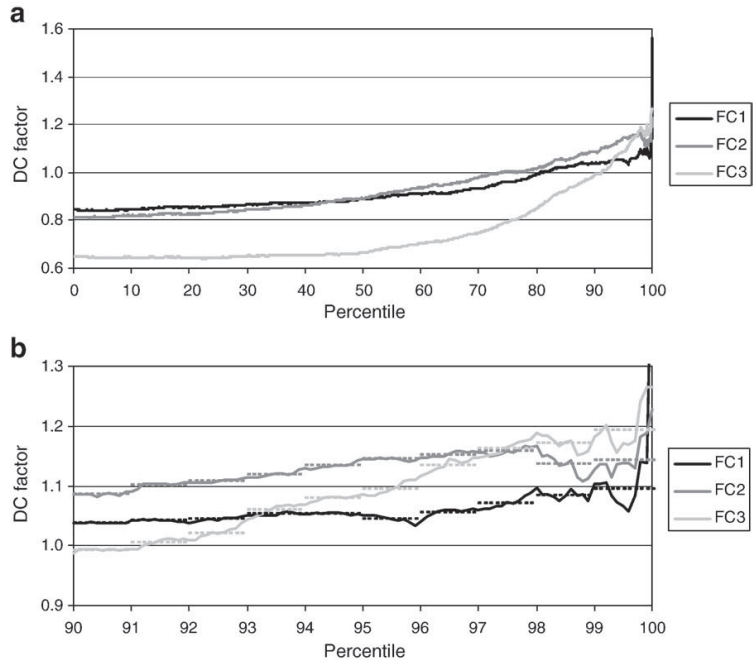 a
1.6
1.4
1.2
1.0
0.8
0.6
DC factor
0 10 20 30 40 50 60 70 80 90 100
Percentile
FC1
FC2
FC3
b
1.3
1.2
1.1
1.0
0.9
DC factor
90 91 92 93 94 95 96 97 98 99 100
Percentile
FC1
FC2
FC3